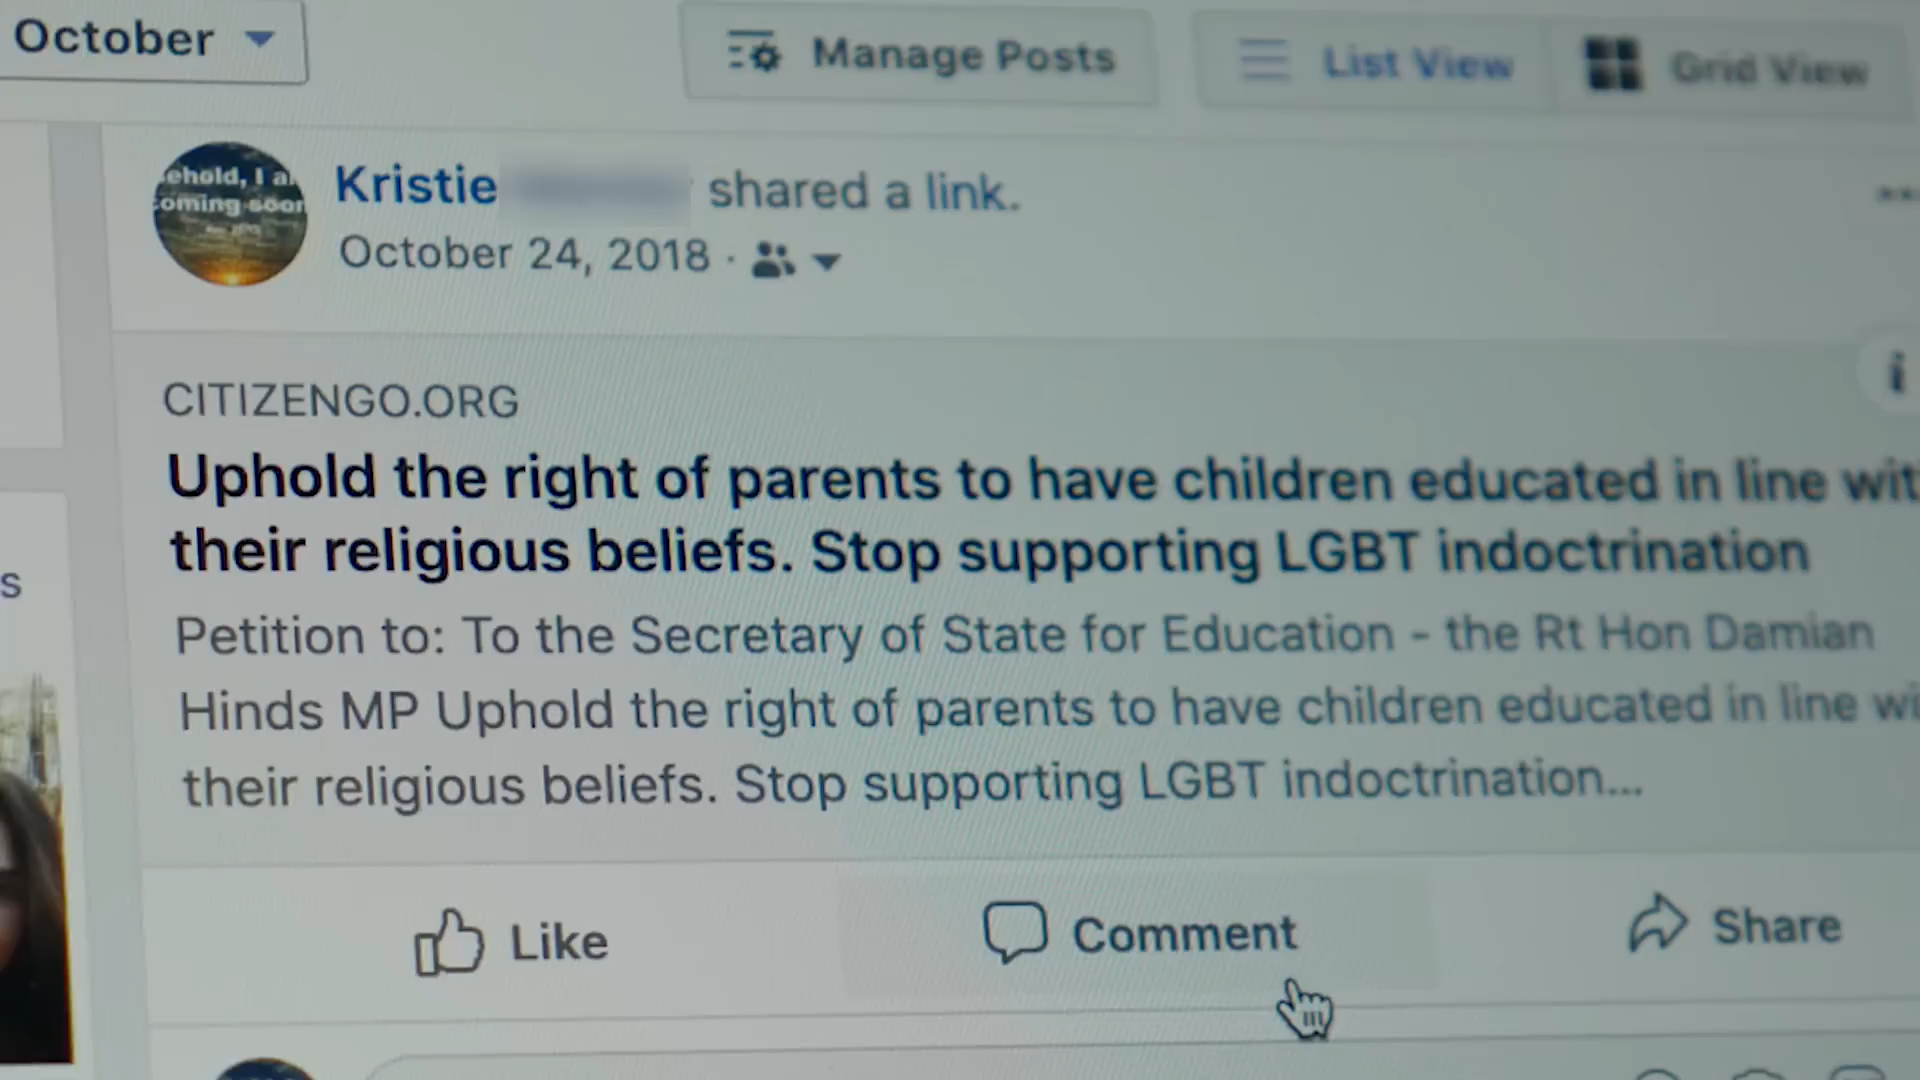 October
Manage Posts
List View
Grid View
ehold, I a
coming soon
Kristie shared a link.
October 24, 2018 ·
CITIZENGO.ORG
Uphold the right of parents to have children educated in line wit
their religious beliefs. Stop supporting LGBT indoctrination
Petition to: To the Secretary of State for Education - the Rt Hon Damian
Hinds MP Uphold the right of parents to have children educated in line wi
their religious beliefs. Stop supporting LGBT indoctrination...
s
Like
Comment
Share